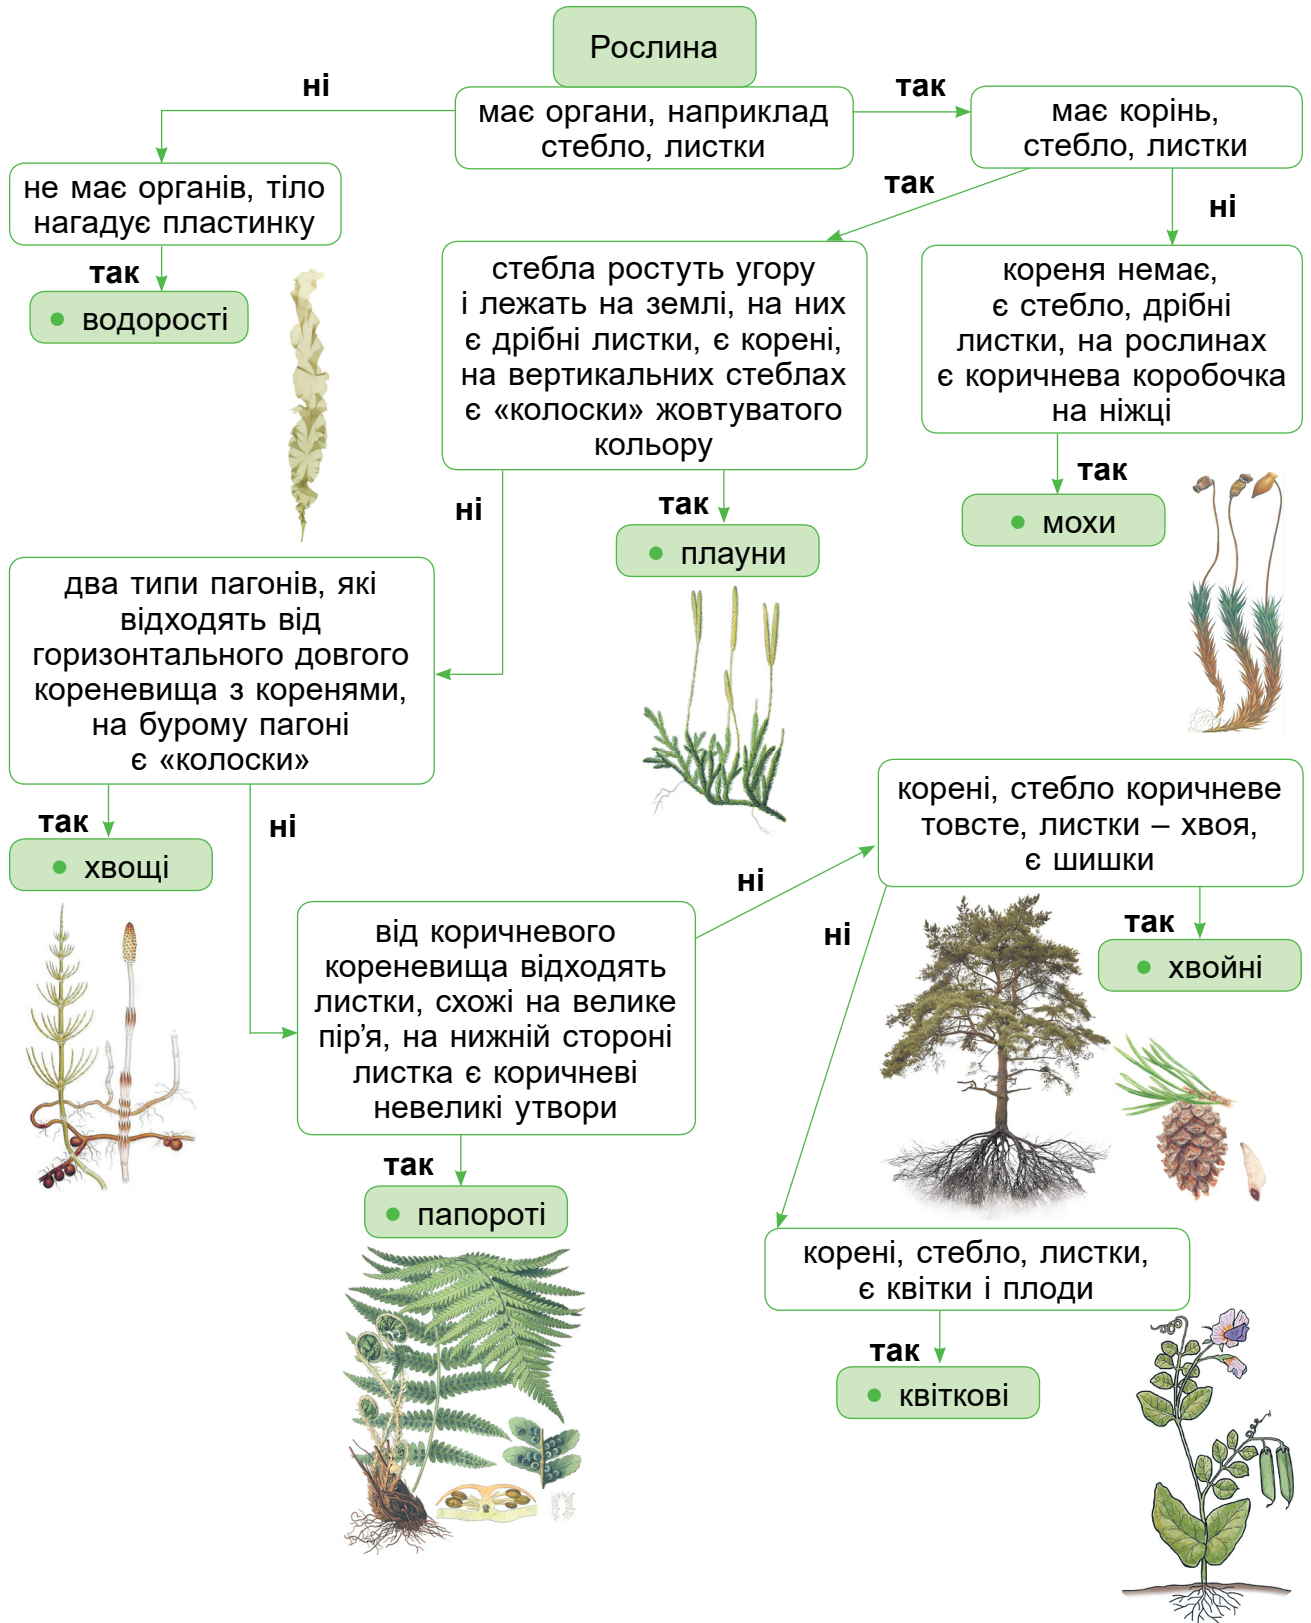 Рослина
ні
має органи, наприклад
стебло, листки
так
має корінь,
стебло, листки
не має органів, тіло
нагадує пластинку
так
водорості
так
ні
стебла ростуть угору
і лежать на землі, на них
є дрібні листки, є корені,
на вертикальних стеблах
є «колоски» жовтуватого
кольору
кореня немає,
є стебло, дрібні
листки, на рослинах
є коричнева коробочка
на ніжці
так
мохи
ні
так
плауни
два типи пагонів, які
відходять від
горизонтального довгого
кореневища з коренями,
на бурому пагоні
є «колоски»
так
хвощі
ні
від коричневого
кореневища відходять
листки, схожі на велике
пір’я, на нижній стороні
листка є коричневі
невеликі утвори
так
папороті
ні
корені, стебло коричневе
товсте, листки – хвоя,
є шишки
так
хвойні
ні
корені, стебло, листки,
є квітки і плоди
так
квіткові